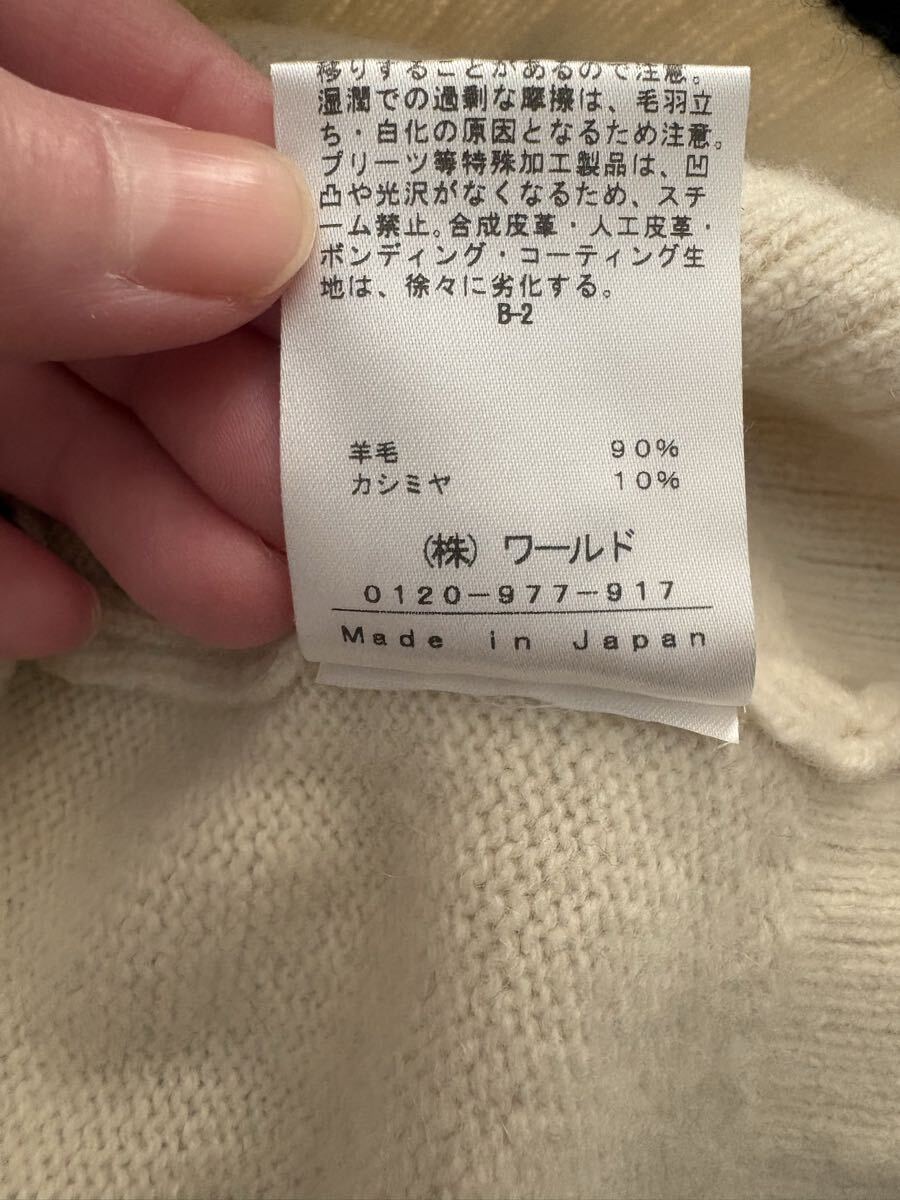 移りすることがあるので注意。
湿潤での過剰な摩擦は、毛羽立
ち・白化の原因となるため注意。
プリーツ等特殊加工製品は、凹
凸や光沢がなくなるため、スチ
ーム禁止。合成皮革・人工皮革・
ボンディング・コーティング生
地は、徐々に劣化する。
B-2
羊毛 90%
カシミヤ 10%
(株) ワールド
0120-977-917
Made in Japan